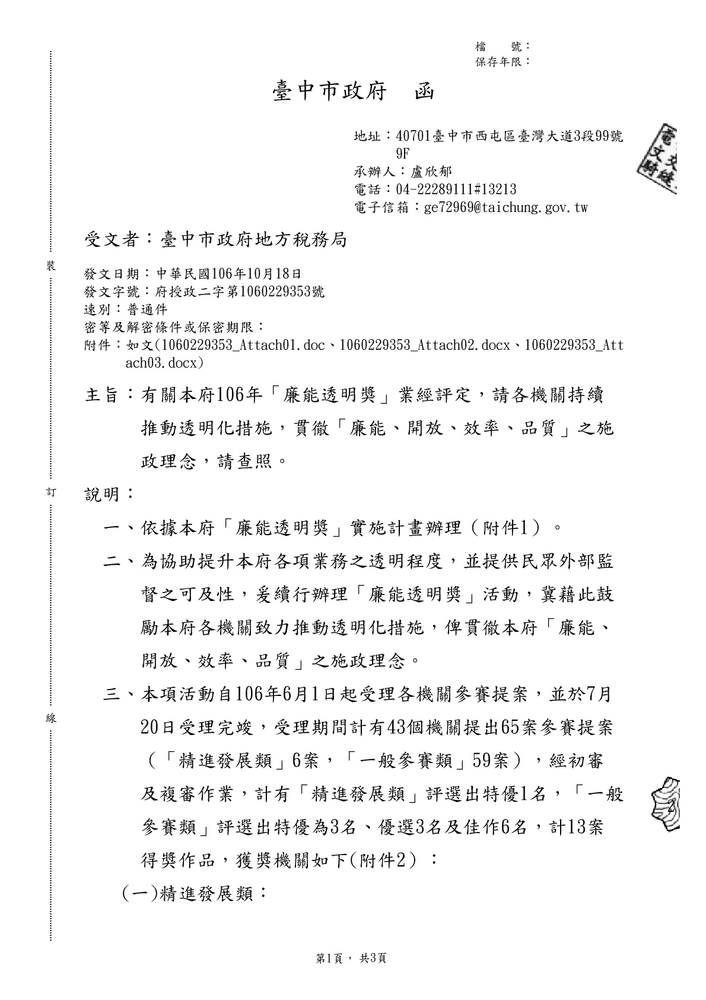 檔　　號：
保存年限：
臺中市政府　函
地址：40701臺中市西屯區臺灣大道3段99號
9F
承辦人：盧欣郁
電話：04-22289111#13213
電子信箱：ge72969@taichung.gov.tw
電
文交
騎縫
受文者：臺中市政府地方稅務局
裝
發文日期：中華民國106年10月18日
發文字號：府授政二字第1060229353號
速別：普通件
密等及解密條件或保密期限：
附件：如文(1060229353_Attach01.doc、1060229353_Attach02.docx、1060229353_Att
ach03.docx)
主旨：有關本府106年「廉能透明獎」業經評定，請各機關持續
推動透明化措施，貫徹「廉能、開放、效率、品質」之施
政理念，請查照。
訂
說明：
一、依據本府「廉能透明獎」實施計畫辦理（附件1）。
二、為協助提升本府各項業務之透明程度，並提供民眾外部監
督之可及性，爰續行辦理「廉能透明獎」活動，冀藉此鼓
勵本府各機關致力推動透明化措施，俾貫徹本府「廉能、
開放、效率、品質」之施政理念。
三、本項活動自106年6月1日起受理各機關參賽提案，並於7月
線
20日受理完竣，受理期間計有43個機關提出65案參賽提案
（「精進發展類」6案，「一般參賽類」59案），經初審
及複審作業，計有「精進發展類」評選出特優1名，「一般
參賽類」評選出特優為3名、優選3名及佳作6名，計13案
得獎作品，獲獎機關如下(附件2）：
2
(一)精進發展類：
第1頁，共3頁